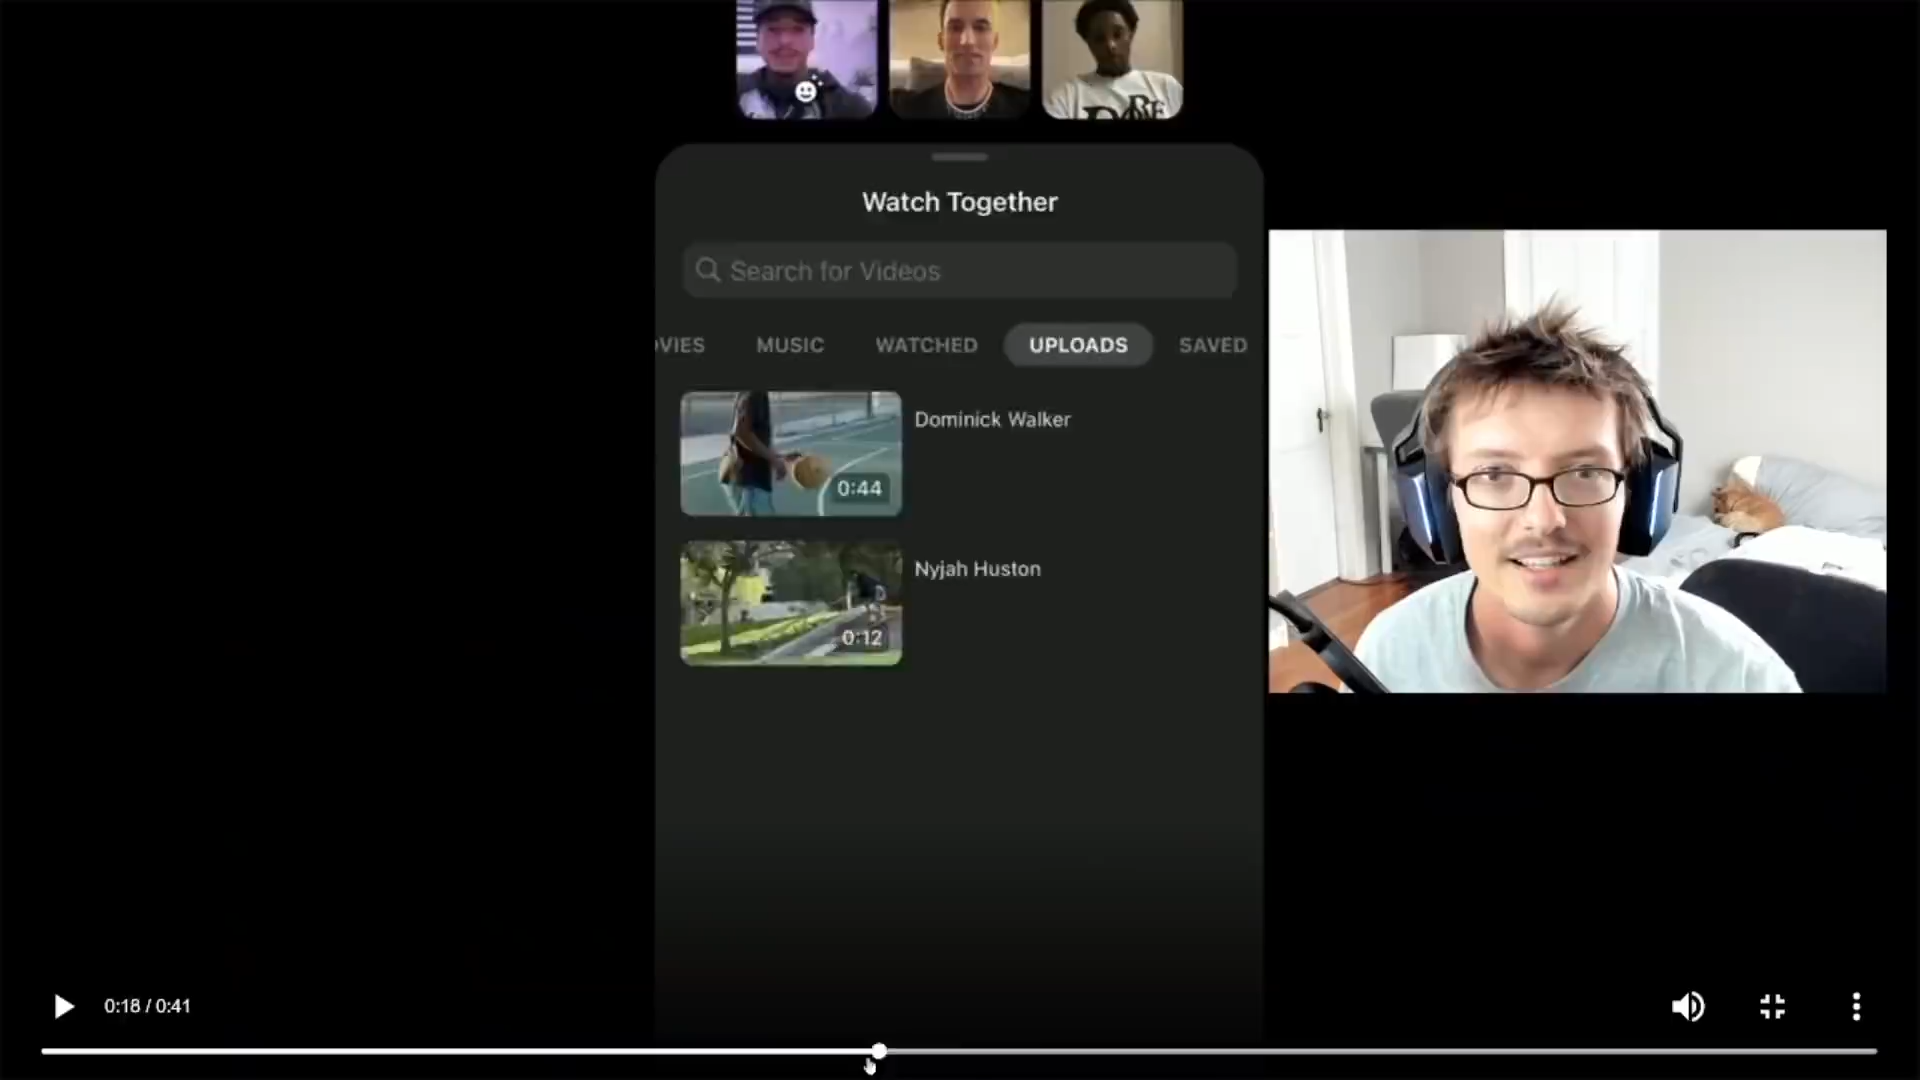 Watch Together
Search for Videos
VIES MUSIC WATCHED UPLOADS SAVED
Dominick Walker
0:44
Nyjah Huston
0:12
0:18 / 0:41